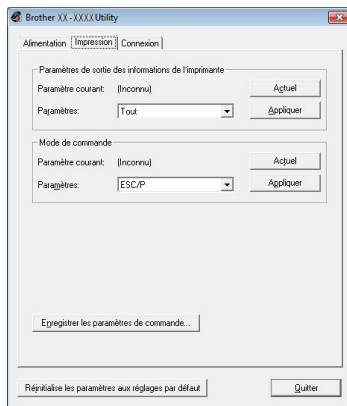 Brother XX-XXXX Utility
Alimentation Impression Connexion
Paramètres de sortie des informations de l'imprimante
Paramètre courant: (Inconnu) Actuel
Paramètres: Tout Appliquer
Mode de commande
Paramètre courant: (Inconnu) Actuel
Paramètres: ESC/P Appliquer
Enregistrer les paramètres de commande...
Réinitialise les paramètres aux réglages par défaut Quitter